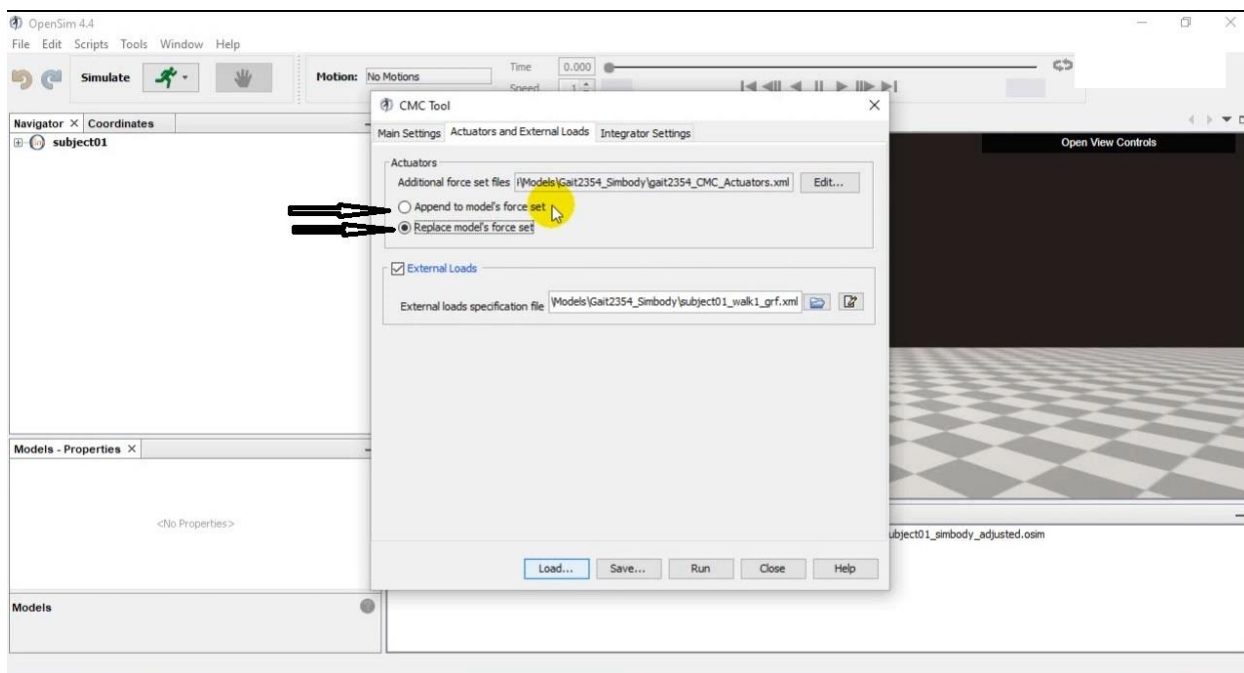 OpenSim 4.4
File Edit Scripts Tools Window Help
Simulate
Motion: No Motions
Time 0.000
Speed 1
CMC Tool
Navigator × Coordinates
subject01
Main Settings Actuators and External Loads Integrator Settings
Open View Controls
Actuators
Additional force set files \Models\Gait2354_Simbody\gait2354_CMC_Actuators.xml Edit...
Append to model's force set
Replace model's force set
External Loads
External loads specification file \Models\Gait2354_Simbody\subject01_walk1_grf.xml
Models - Properties ×
<No Properties>
ubject01_simbody_adjusted.osim
Load... Save... Run Close Help
Models